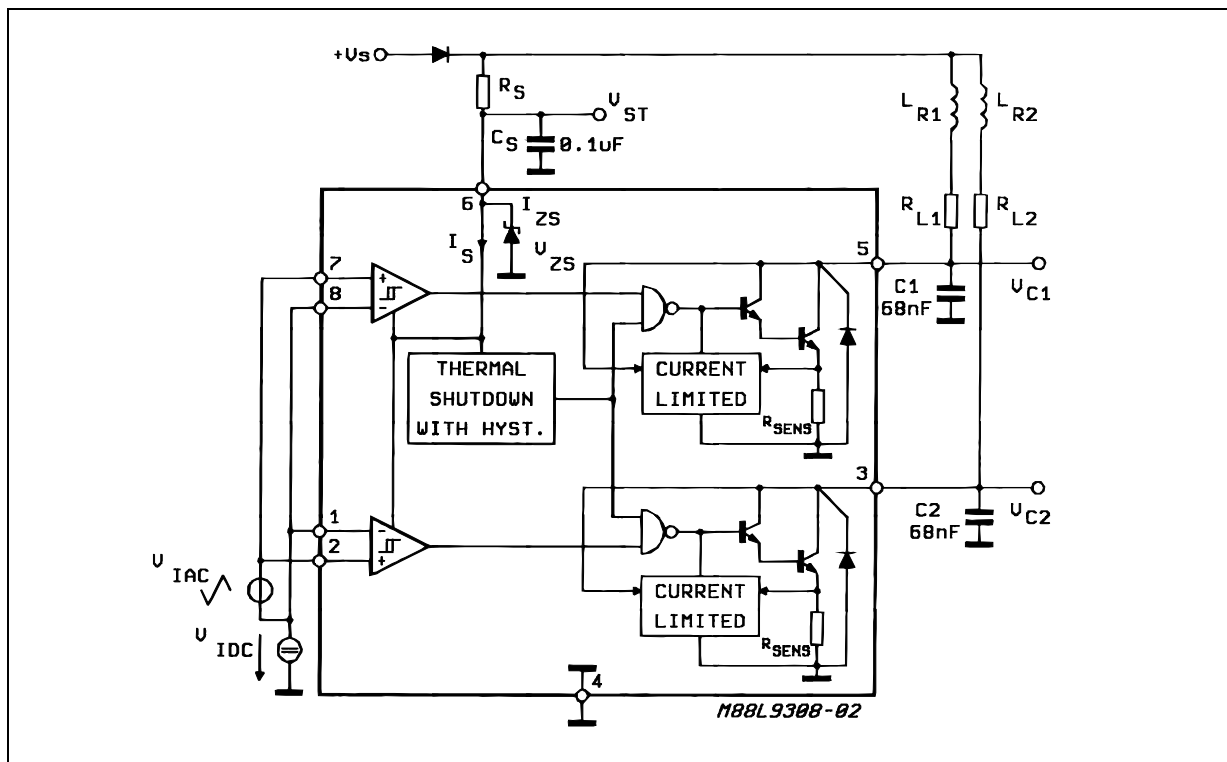 +Vs
R S
V ST
C S
0.1uF
L R1
L R2
R L1
R L2
6
I ZS
I S
V ZS
7
+
8
-
5
C1
68nF
V C1
THERMAL
SHUTDOWN
WITH HYST.
CURRENT
LIMITED
R SENS
3
C2
68nF
V C2
1
-
2
+
V IAC
V IDC
CURRENT
LIMITED
R SENS
4
M88L9308-02